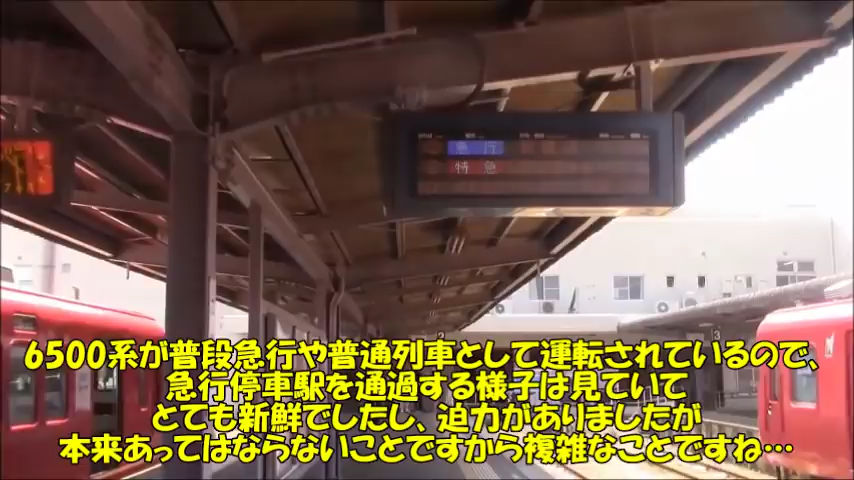 急行
特急
6500系が普段急行や普通列車として運転されているので、
急行停車駅を通過する様子は見ていて
とても新鮮でしたし、迫力がありましたが
本来あってはならないことですから複雑なことですね…